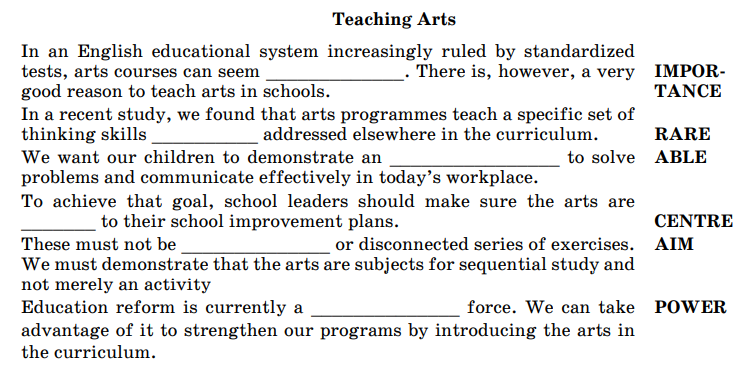 Teaching Arts
In an English educational system increasingly ruled by standardized
tests, arts courses can seem _______________. There is, however, a very IMPOR-
good reason to teach arts in schools. TANCE
In a recent study, we found that arts programmes teach a specific set of
thinking skills ____________ addressed elsewhere in the curriculum. RARE
We want our children to demonstrate an ___________________ to solve ABLE
problems and communicate effectively in today's workplace.
To achieve that goal, school leaders should make sure the arts are
________ to their school improvement plans. CENTRE
These must not be ________________ or disconnected series of exercises. AIM
We must demonstrate that the arts are subjects for sequential study and
not merely an activity
Education reform is currently a ________________ force. We can take POWER
advantage of it to strengthen our programs by introducing the arts in
the curriculum.